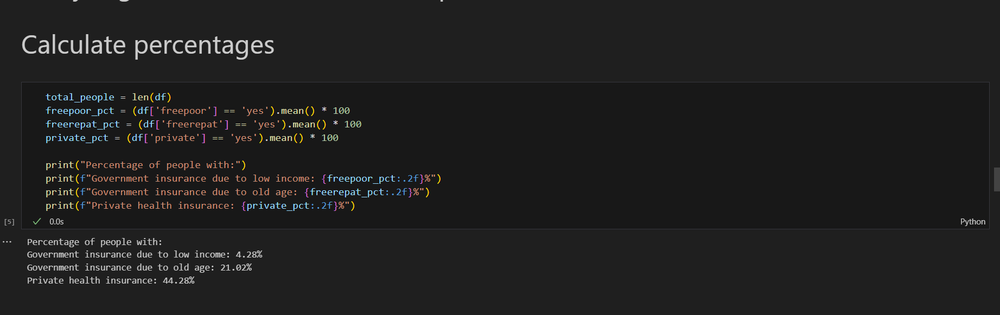 Calculate percentages
total_people = len(df)
freepoor_pct = (df['freepoor'] == 'yes').mean() * 100
freerepat_pct = (df['freerepat'] == 'yes').mean() * 100
private_pct = (df['private'] == 'yes').mean() * 100
print("Percentage of people with:")
print(f"Government insurance due to low income: {freepoor_pct:.2f}%")
print(f"Government insurance due to old age: {freerepat_pct:.2f}%")
print(f"Private health insurance: {private_pct:.2f}%")
[5] 0.0s Python
Percentage of people with:
Government insurance due to low income: 4.28%
Government insurance due to old age: 21.02%
Private health insurance: 44.28%